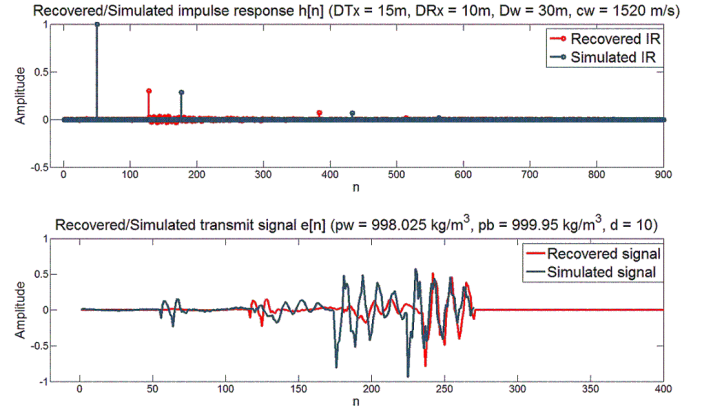 Recovered/Simulated impulse response h[n] (DTx = 15m, DRx = 10m, Dw = 30m, cw = 1520 m/s)
1
0.5
0
-0.5
Amplitude
Recovered IR
Simulated IR
0 100 200 300 400 500 600 700 800 900
n
Recovered/Simulated transmit signal e[n] (pw = 998.025 kg/m³, pb = 999.95 kg/m³, d = 10)
1
0.5
0
-0.5
-1
Amplitude
Recovered signal
Simulated signal
0 50 100 150 200 250 300 350 400
n